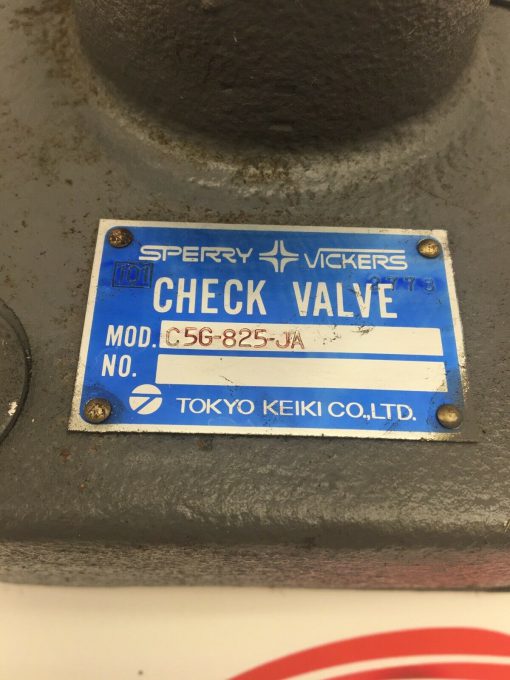 SPERRY VICKERS
CHECK VALVE
MOD. C5G-825-JA
NO.
TOKYO KEIKI CO.,LTD.